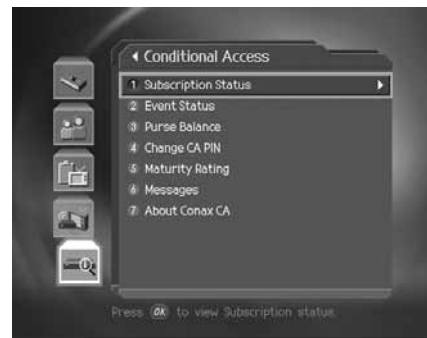 Conditional Access
1 Subscription Status
2 Event Status
3 Purse Balance
4 Change CA PIN
5 Maturity Rating
6 Messages
7 About Conax CA
Press OK to view Subscription status.